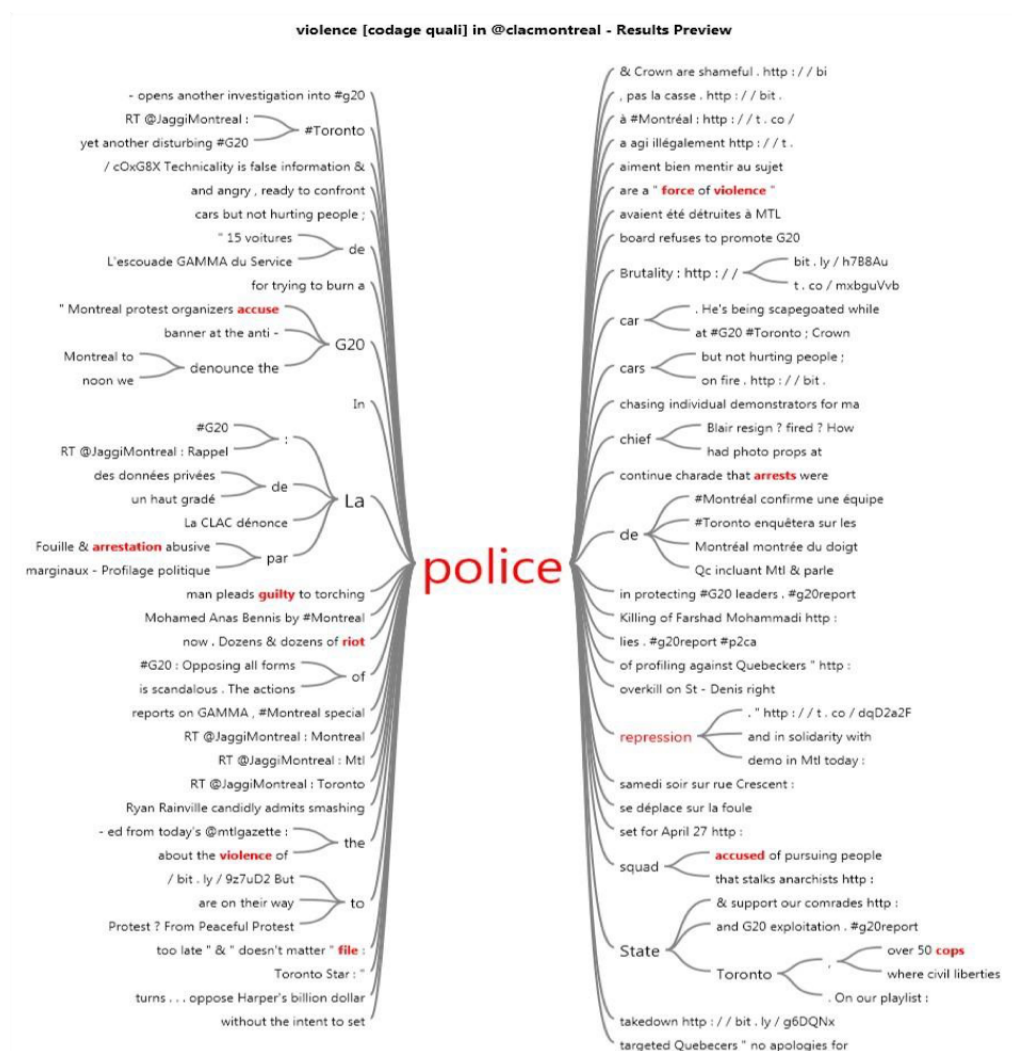 violence [codage quali] in @clacmontreal - Results Preview
- opens another investigation into #g20
RT @JaggiMontreal :
yet another disturbing #G20
#Toronto
/ cOxG8X Technicality is false information &
and angry , ready to confront
cars but not hurting people ;
" 15 voitures
L'escouade GAMMA du Service
de
for trying to burn a
" Montreal protest organizers accuse
banner at the anti -
Montreal to
noon we
denounce the
G20
In
#G20
RT @JaggiMontreal : Rappel
:
des données privées
un haut gradé
de
La CLAC dénonce
Fouille & arrestation abusive
marginaux - Profilage politique
par
La
man pleads guilty to torching
Mohamed Anas Bennis by #Montreal
now . Dozens & dozens of riot
#G20 : Opposing all forms
is scandalous . The actions
of
reports on GAMMA , #Montreal special
RT @JaggiMontreal : Montreal
RT @JaggiMontreal : Mtl
RT @JaggiMontreal : Toronto
Ryan Rainville candidly admits smashing
- ed from today's @mtlgazette :
about the violence of
the
/ bit . ly / 9z7uD2 But
are on their way
Protest ? From Peaceful Protest
to
too late " & " doesn't matter " file :
Toronto Star : "
turns . . . oppose Harper's billion dollar
without the intent to set
police
& Crown are shameful . http : / / bi
, pas la casse . http : / / bit .
à #Montréal : http : / / t . co /
a agi illégalement http : / / t .
aiment bien mentir au sujet
are a " force of violence "
avaient été détruites à MTL
board refuses to promote G20
Brutality : http : / /
bit . ly / h7B8Au
t . co / mxbguVvb
car
. He's being scapegoated while
at #G20 #Toronto ; Crown
cars
but not hurting people ;
on fire . http : / / bit .
chasing individual demonstrators for ma
chief
Blair resign ? fired ? How
had photo props at
continue charade that arrests were
de
#Montréal confirme une équipe
#Toronto enquêtera sur les
Montréal montrée du doigt
Qc incluant Mtl & parle
in protecting #G20 leaders . #g20report
Killing of Farshad Mohammadi http :
lies . #g20report #p2ca
of profiling against Quebeckers " http :
overkill on St - Denis right
repression
. " http : / / t . co / dqD2a2F
and in solidarity with
demo in Mtl today :
samedi soir sur rue Crescent :
se déplace sur la foule
set for April 27 http :
squad
accused of pursuing people
that stalks anarchists http :
State
& support our comrades http :
and G20 exploitation . #g20report
Toronto
,
over 50 cops
where civil liberties
. On our playlist :
takedown http : / / bit . ly / g6DQNx
targeted Quebecers " no apologies for